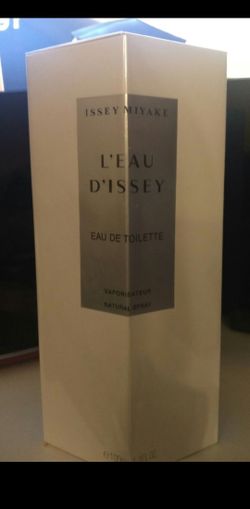 ISSEY MIYAKE
L'EAU
D'ISSEY
EAU DE TOILETTE
VAPORISATEUR
NATURAL SPRAY